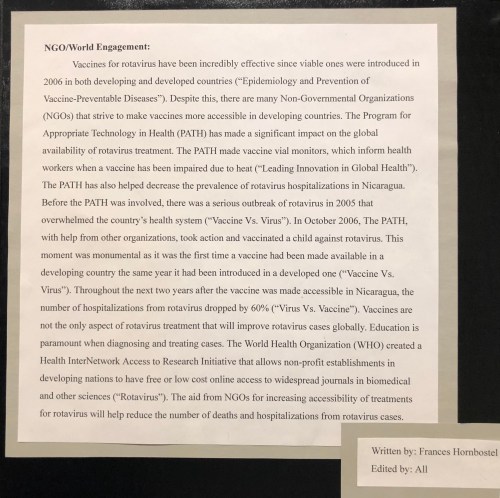 NGO/World Engagement:
Vaccines for rotavirus have been incredibly effective since viable ones were introduced in
2006 in both developing and developed countries (“Epidemiology and Prevention of
Vaccine-Preventable Diseases”). Despite this, there are many Non-Governmental Organizations
(NGOs) that strive to make vaccines more accessible in developing countries. The Program for
Appropriate Technology in Health (PATH) has made a significant impact on the global
availability of rotavirus treatment. The PATH made vaccine vial monitors, which inform health
workers when a vaccine has been impaired due to heat (“Leading Innovation in Global Health”).
The PATH has also helped decrease the prevalence of rotavirus hospitalizations in Nicaragua.
Before the PATH was involved, there was a serious outbreak of rotavirus in 2005 that
overwhelmed the country’s health system (“Vaccine Vs. Virus”). In October 2006, The PATH,
with help from other organizations, took action and vaccinated a child against rotavirus. This
moment was monumental as it was the first time a vaccine had been made available in a
developing country the same year it had been introduced in a developed one (“Vaccine Vs.
Virus”). Throughout the next two years after the vaccine was made accessible in Nicaragua, the
number of hospitalizations from rotavirus dropped by 60% (“Virus Vs. Vaccine”). Vaccines are
not the only aspect of rotavirus treatment that will improve rotavirus cases globally. Education is
paramount when diagnosing and treating cases. The World Health Organization (WHO) created a
Health InterNetwork Access to Research Initiative that allows non-profit establishments in
developing nations to have free or low cost online access to widespread journals in biomedical
and other sciences (“Rotavirus”). The aid from NGOs for increasing accessibility of treatments
for rotavirus will help reduce the number of deaths and hospitalizations from rotavirus cases.
Written by: Frances Hornbostel
Edited by: All